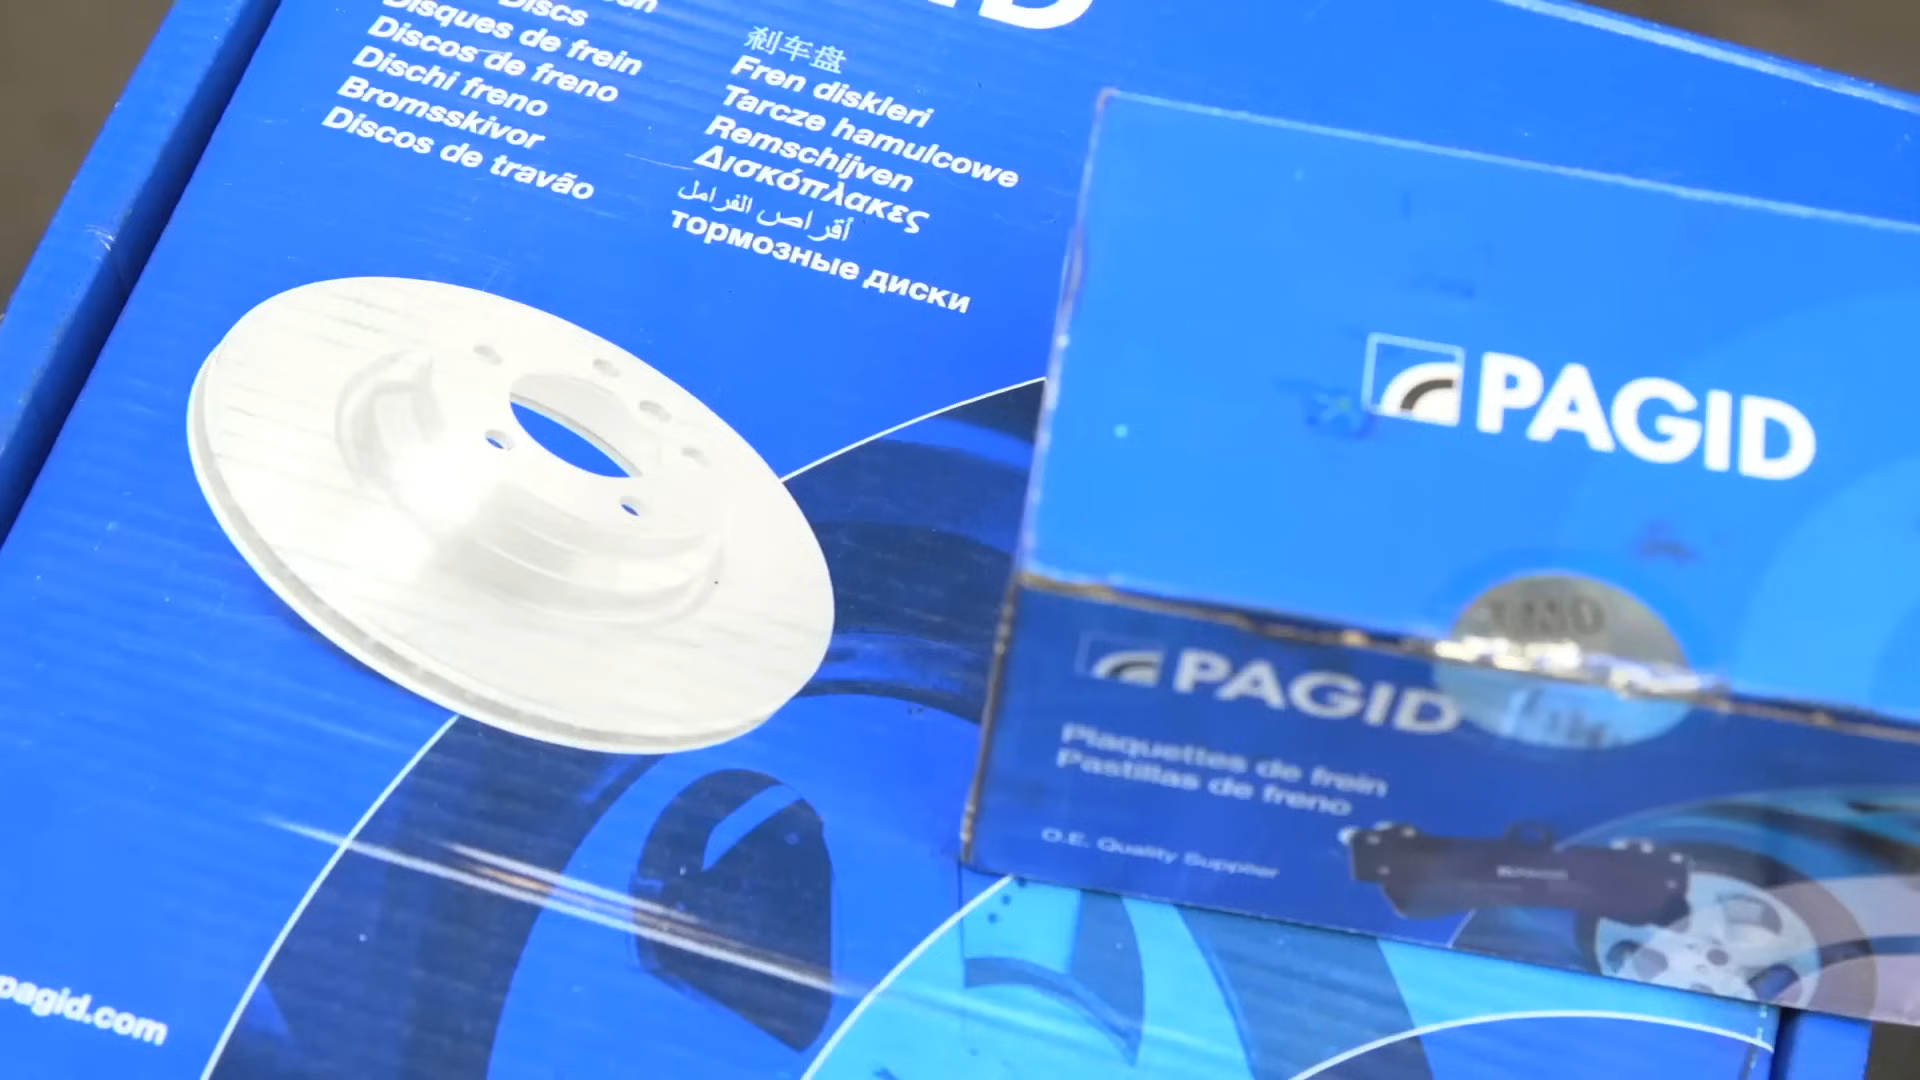 Discs
Disques de frein
Discos de freno
Dischi freno
Bromsskivor
Discos de travão
刹车盘
Fren diskleri
Tarcze hamulcowe
Remschijven
Δισκόπλακες
أقراص الفرامل
тормозные диски
PAGID
PAGID
Plaquettes de frein
Pastillas de freno
O.E. Quality Supplier
pagid.com